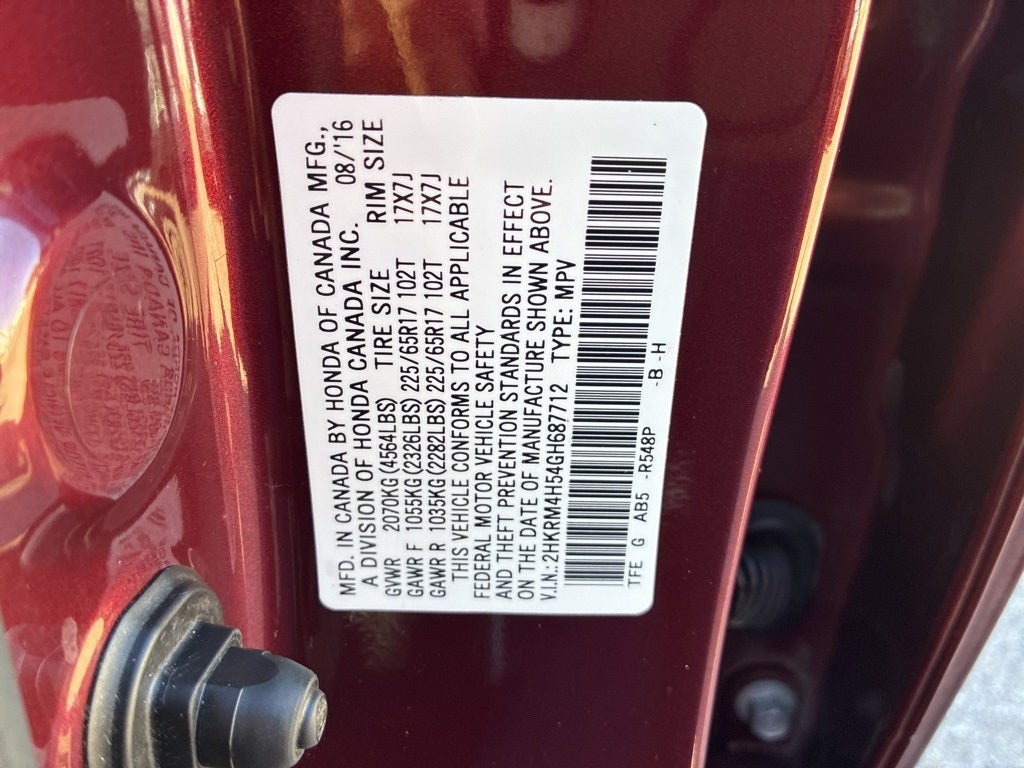 MFD. IN CANADA BY HONDA OF CANADA MFG.,
A DIVISION OF HONDA CANADA INC. 08/'16
GVWR 2070KG(4564LBS) TIRE SIZE RIM SIZE
GAWR F 1055KG(2326LBS) 225/65R17 102T 17X7J
GAWR R 1035KG(2282LBS) 225/65R17 102T 17X7J
THIS VEHICLE CONFORMS TO ALL APPLICABLE
FEDERAL MOTOR VEHICLE SAFETY
AND THEFT PREVENTION STANDARDS IN EFFECT
ON THE DATE OF MANUFACTURE SHOWN ABOVE.
V.I.N.:2HKRM4H54GH687712 TYPE: MPV
TFE G AB5 -R548P -B-H